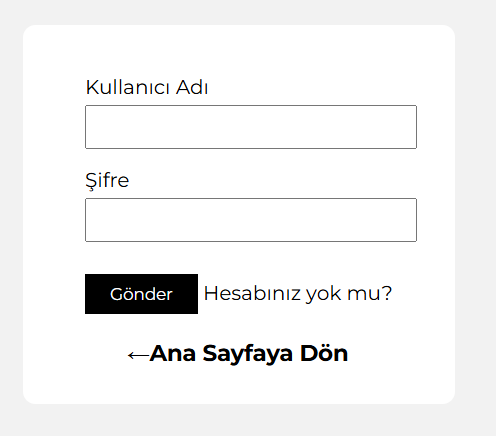 Kullanıcı Adı
Şifre
Gönder Hesabınız yok mu?
←Ana Sayfaya Dön